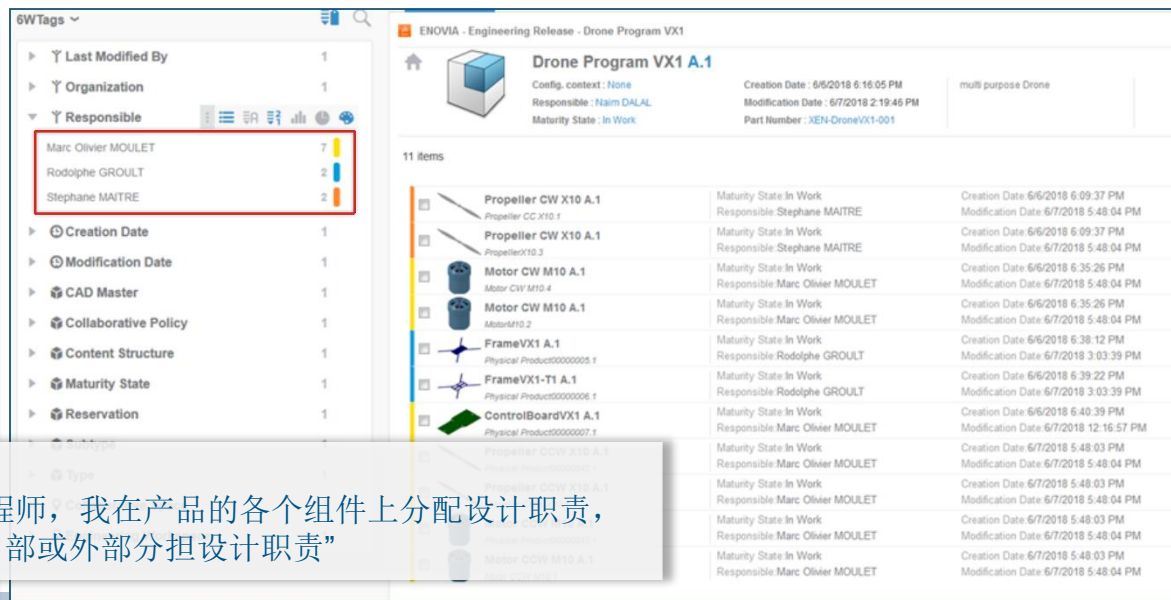 6WTags
Last Modified By 1
Organization 1
Responsible
Marc Olivier MOULET 7
Rodolphe GROULT 2
Stephane MAITRE 2
Creation Date 1
Modification Date 1
CAD Master 1
Collaborative Policy 1
Content Structure 1
Maturity State 1
Reservation 1
Subtype
Type
程师，我在产品的各个组件上分配设计职责，
部或外部分担设计职责”
ENOVIA - Engineering Release - Drone Program VX1
Drone Program VX1 A.1
Config. context : None
Responsible : Naim DALAL
Maturity State : In Work
Creation Date : 6/6/2018 6:16:05 PM
Modification Date : 6/7/2018 2:19:46 PM
Part Number : XEN-DroneVX1-001
multi purpose Drone
11 items
Propeller CW X10 A.1 Maturity State:In Work Creation Date:6/6/2018 6:09:37 PM
Propeller CC X10.1 Responsible:Stephane MAITRE Modification Date:6/7/2018 5:48:04 PM
Propeller CW X10 A.1 Maturity State:In Work Creation Date:6/6/2018 6:09:37 PM
PropellerX10.3 Responsible:Stephane MAITRE Modification Date:6/7/2018 5:48:04 PM
Motor CW M10 A.1 Maturity State:In Work Creation Date:6/6/2018 6:35:26 PM
Motor CW M10.4 Responsible:Marc Olivier MOULET Modification Date:6/7/2018 5:48:04 PM
Motor CW M10 A.1 Maturity State:In Work Creation Date:6/6/2018 6:35:26 PM
MotorM10.2 Responsible:Marc Olivier MOULET Modification Date:6/7/2018 5:48:04 PM
FrameVX1 A.1 Maturity State:In Work Creation Date:6/6/2018 6:38:12 PM
Physical Product00000005.1 Responsible:Rodolphe GROULT Modification Date:6/7/2018 3:03:39 PM
FrameVX1-T1 A.1 Maturity State:In Work Creation Date:6/6/2018 6:39:22 PM
Physical Product00000006.1 Responsible:Rodolphe GROULT Modification Date:6/7/2018 3:03:39 PM
ControlBoardVX1 A.1 Maturity State:In Work Creation Date:6/6/2018 6:40:39 PM
Physical Product00000007.1 Responsible:Marc Olivier MOULET Modification Date:6/7/2018 12:16:57 PM
Propeller CCW X10 A.1 Maturity State:In Work Creation Date:6/7/2018 5:48:03 PM
Responsible:Marc Olivier MOULET Modification Date:6/7/2018 5:48:04 PM
Maturity State:In Work Creation Date:6/7/2018 5:48:03 PM
Responsible:Marc Olivier MOULET Modification Date:6/7/2018 5:48:04 PM
Maturity State:In Work Creation Date:6/7/2018 5:48:03 PM
Responsible:Marc Olivier MOULET Modification Date:6/7/2018 5:48:04 PM
Motor CCW M10 A.1 Maturity State:In Work Creation Date:6/7/2018 5:48:03 PM
Responsible:Marc Olivier MOULET Modification Date:6/7/2018 5:48:04 PM